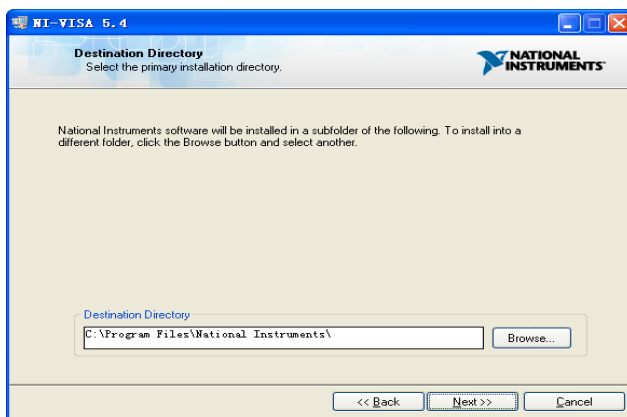 NI-VISA 5.4
Destination Directory
Select the primary installation directory.
NATIONAL
INSTRUMENTS
National Instruments software will be installed in a subfolder of the following. To install into a
different folder, click the Browse button and select another.
Destination Directory
C:\Program Files\National Instruments\
Browse...
<< Back
Next >>
Cancel